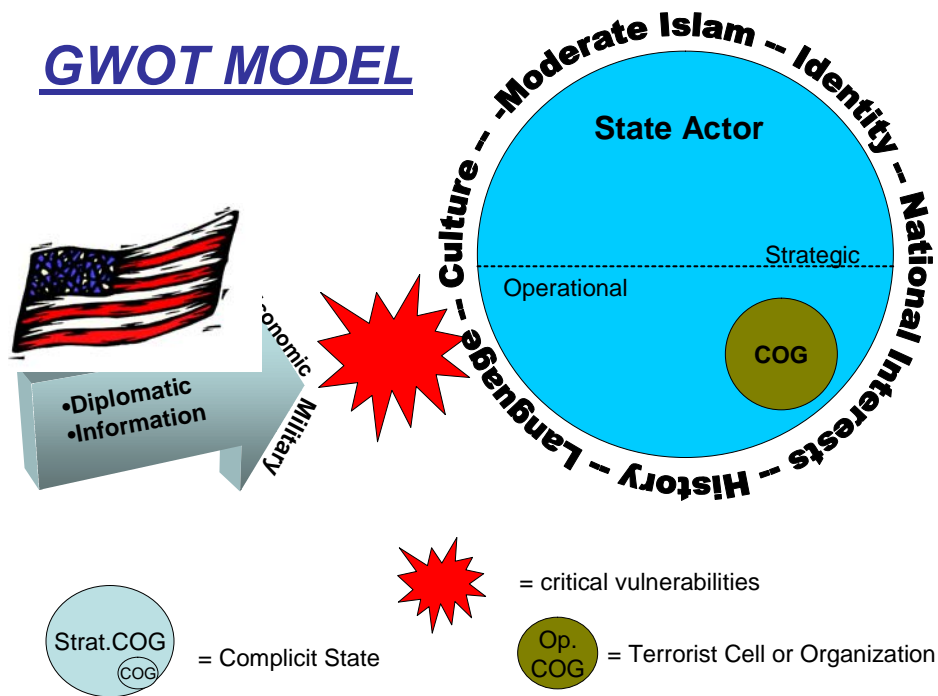 GWOT MODEL
Culture -- -Moderate Islam -- Identity -- National Interests -- History -- Language --
State Actor
Strategic
Operational
COG
onomic
Military
•Diplomatic
•Information
= critical vulnerabilities
Strat.COG
COG
= Complicit State
Op.
COG
= Terrorist Cell or Organization